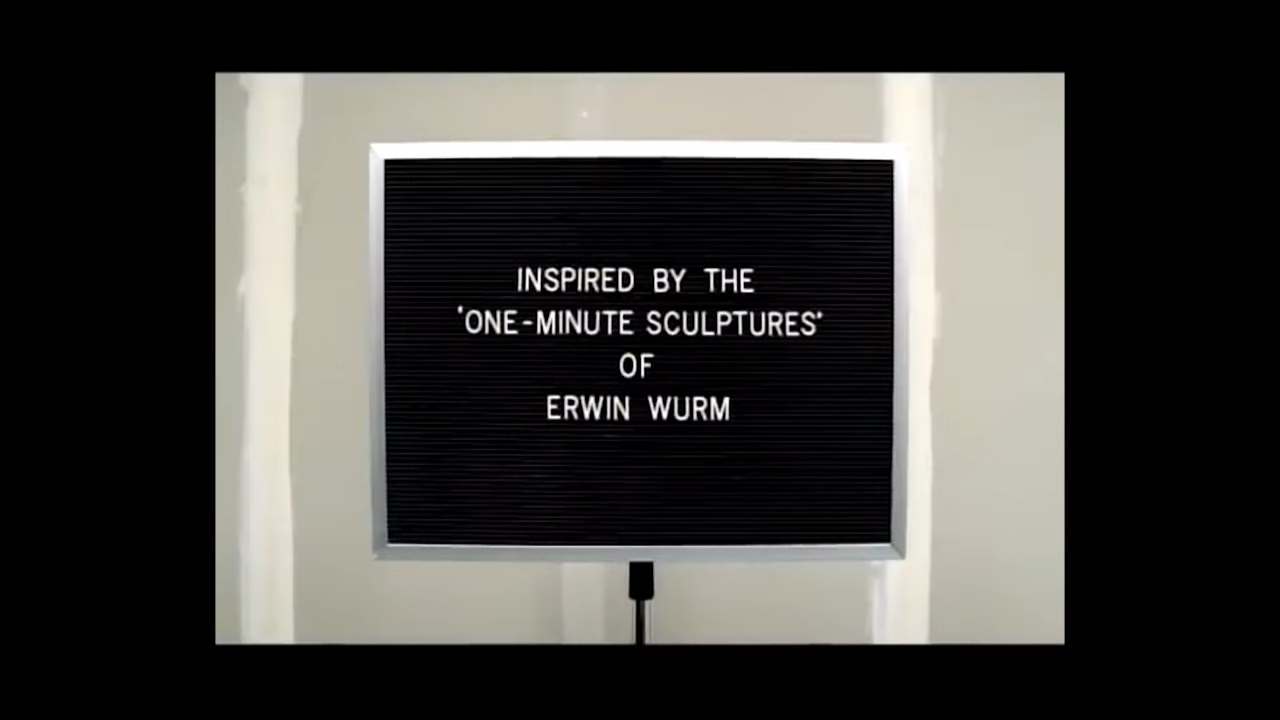 INSPIRED BY THE
'ONE-MINUTE SCULPTURES'
OF
ERWIN WURM